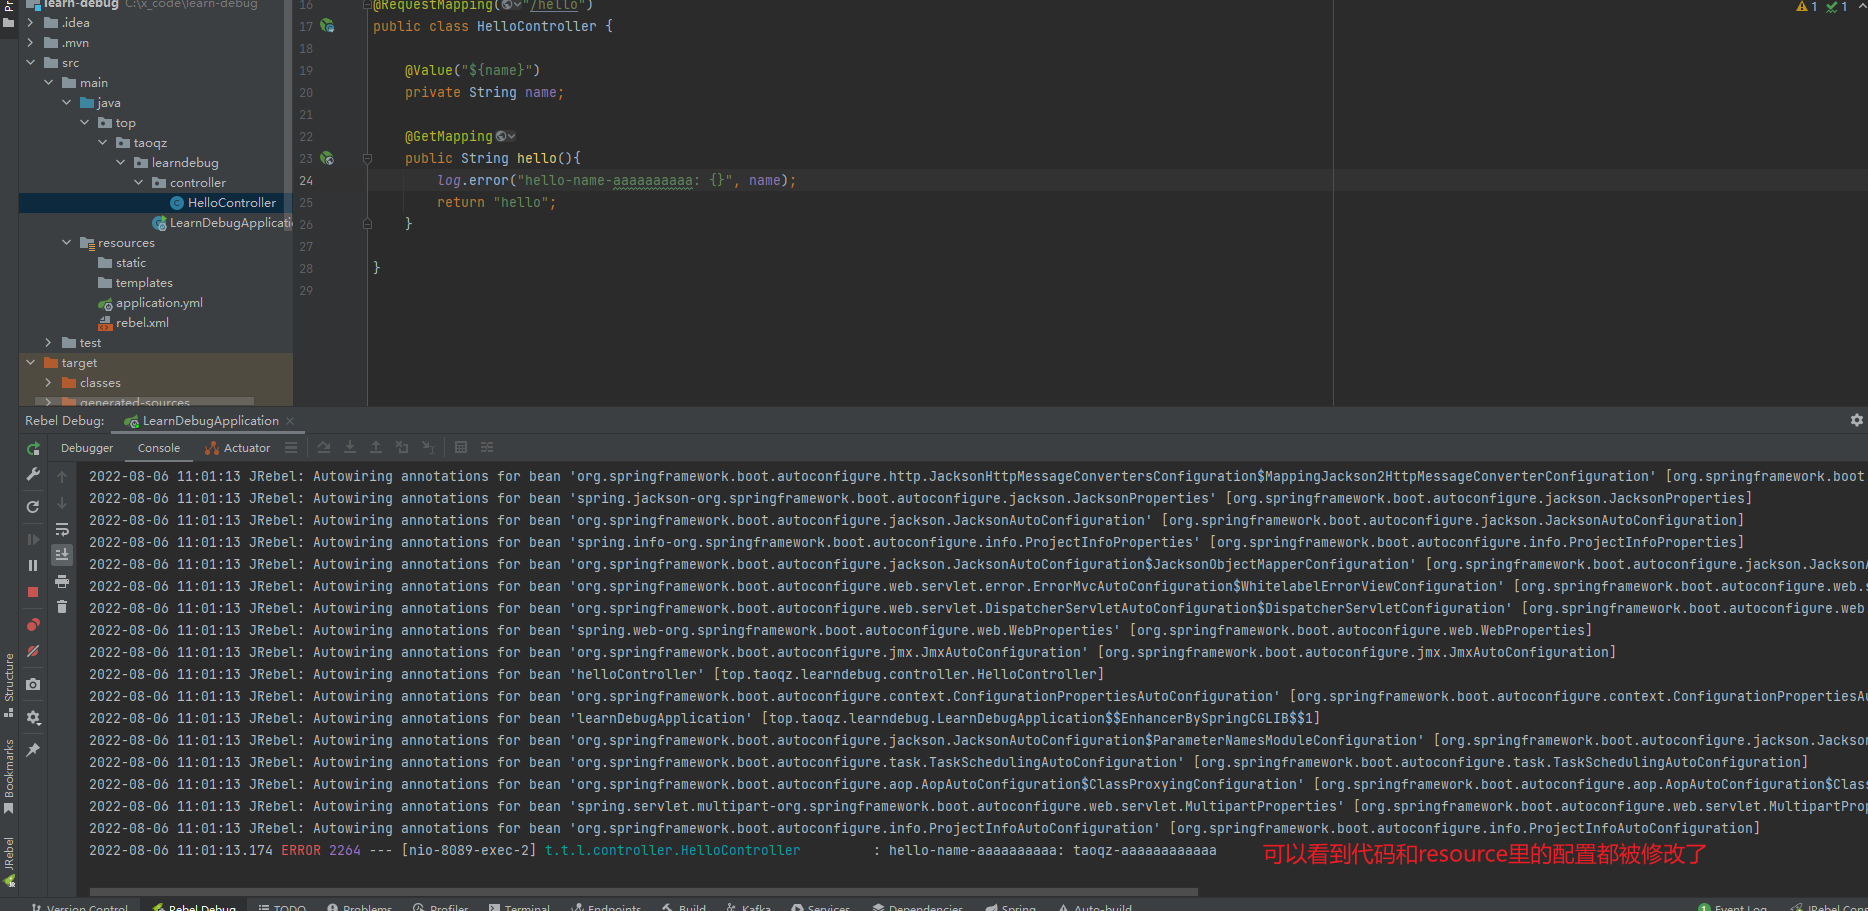 learn-debug C:\x_code\learn-debug
.idea
.mvn
src
main
java
top
taoqz
learndebug
controller
HelloController
LearnDebugApplicati
resources
static
templates
application.yml
rebel.xml
test
target
classes
generated-sources
16 @RequestMapping("/hello")
17 public class HelloController {
18
19 @Value("${name}")
20 private String name;
21
22 @GetMapping
23 public String hello(){
24 log.error("hello-name-aaaaaaaaaa: {}", name);
25 return "hello";
26 }
27
28 }
29
1 1
Rebel Debug: LearnDebugApplication
Debugger Console Actuator
2022-08-06 11:01:13 JRebel: Autowiring annotations for bean 'org.springframework.boot.autoconfigure.http.JacksonHttpMessageConvertersConfiguration$MappingJackson2HttpMessageConverterConfiguration' [org.springframework.boot
2022-08-06 11:01:13 JRebel: Autowiring annotations for bean 'spring.jackson-org.springframework.boot.autoconfigure.jackson.JacksonProperties' [org.springframework.boot.autoconfigure.jackson.JacksonProperties]
2022-08-06 11:01:13 JRebel: Autowiring annotations for bean 'org.springframework.boot.autoconfigure.jackson.JacksonAutoConfiguration' [org.springframework.boot.autoconfigure.jackson.JacksonAutoConfiguration]
2022-08-06 11:01:13 JRebel: Autowiring annotations for bean 'spring.info-org.springframework.boot.autoconfigure.info.ProjectInfoProperties' [org.springframework.boot.autoconfigure.info.ProjectInfoProperties]
2022-08-06 11:01:13 JRebel: Autowiring annotations for bean 'org.springframework.boot.autoconfigure.jackson.JacksonAutoConfiguration$JacksonObjectMapperConfiguration' [org.springframework.boot.autoconfigure.jackson.JacksonA
2022-08-06 11:01:13 JRebel: Autowiring annotations for bean 'org.springframework.boot.autoconfigure.web.servlet.error.ErrorMvcAutoConfiguration$WhitelabelErrorViewConfiguration' [org.springframework.boot.autoconfigure.web.s
2022-08-06 11:01:13 JRebel: Autowiring annotations for bean 'org.springframework.boot.autoconfigure.web.servlet.DispatcherServletAutoConfiguration$DispatcherServletConfiguration' [org.springframework.boot.autoconfigure.web
2022-08-06 11:01:13 JRebel: Autowiring annotations for bean 'spring.web-org.springframework.boot.autoconfigure.web.WebProperties' [org.springframework.boot.autoconfigure.web.WebProperties]
2022-08-06 11:01:13 JRebel: Autowiring annotations for bean 'org.springframework.boot.autoconfigure.jmx.JmxAutoConfiguration' [org.springframework.boot.autoconfigure.jmx.JmxAutoConfiguration]
2022-08-06 11:01:13 JRebel: Autowiring annotations for bean 'helloController' [top.taoqz.learndebug.controller.HelloController]
2022-08-06 11:01:13 JRebel: Autowiring annotations for bean 'org.springframework.boot.autoconfigure.context.ConfigurationPropertiesAutoConfiguration' [org.springframework.boot.autoconfigure.context.ConfigurationPropertiesAu
2022-08-06 11:01:13 JRebel: Autowiring annotations for bean 'learnDebugApplication' [top.taoqz.learndebug.LearnDebugApplication$$EnhancerBySpringCGLIB$$1]
2022-08-06 11:01:13 JRebel: Autowiring annotations for bean 'org.springframework.boot.autoconfigure.jackson.JacksonAutoConfiguration$ParameterNamesModuleConfiguration' [org.springframework.boot.autoconfigure.jackson.Jackson
2022-08-06 11:01:13 JRebel: Autowiring annotations for bean 'org.springframework.boot.autoconfigure.task.TaskSchedulingAutoConfiguration' [org.springframework.boot.autoconfigure.task.TaskSchedulingAutoConfiguration]
2022-08-06 11:01:13 JRebel: Autowiring annotations for bean 'org.springframework.boot.autoconfigure.aop.AopAutoConfiguration$ClassProxyingConfiguration' [org.springframework.boot.autoconfigure.aop.AopAutoConfiguration$Clas
2022-08-06 11:01:13 JRebel: Autowiring annotations for bean 'spring.servlet.multipart-org.springframework.boot.autoconfigure.web.servlet.MultipartProperties' [org.springframework.boot.autoconfigure.web.servlet.MultipartProp
2022-08-06 11:01:13 JRebel: Autowiring annotations for bean 'org.springframework.boot.autoconfigure.info.ProjectInfoAutoConfiguration' [org.springframework.boot.autoconfigure.info.ProjectInfoAutoConfiguration]
2022-08-06 11:01:13.174 ERROR 2264 --- [nio-8089-exec-2] t.t.l.controller.HelloController : hello-name-aaaaaaaaaa: taoqz-aaaaaaaaaaaa
可以看到代码和resource里的配置都被修改了
Structure
Bookmarks
JRebel
Version Control Rebel Debug TODO Problems Profiler Terminal Endpoints Build Kafka Services Dependencies Spring Auto-build 1 Event Log JRebel Cons